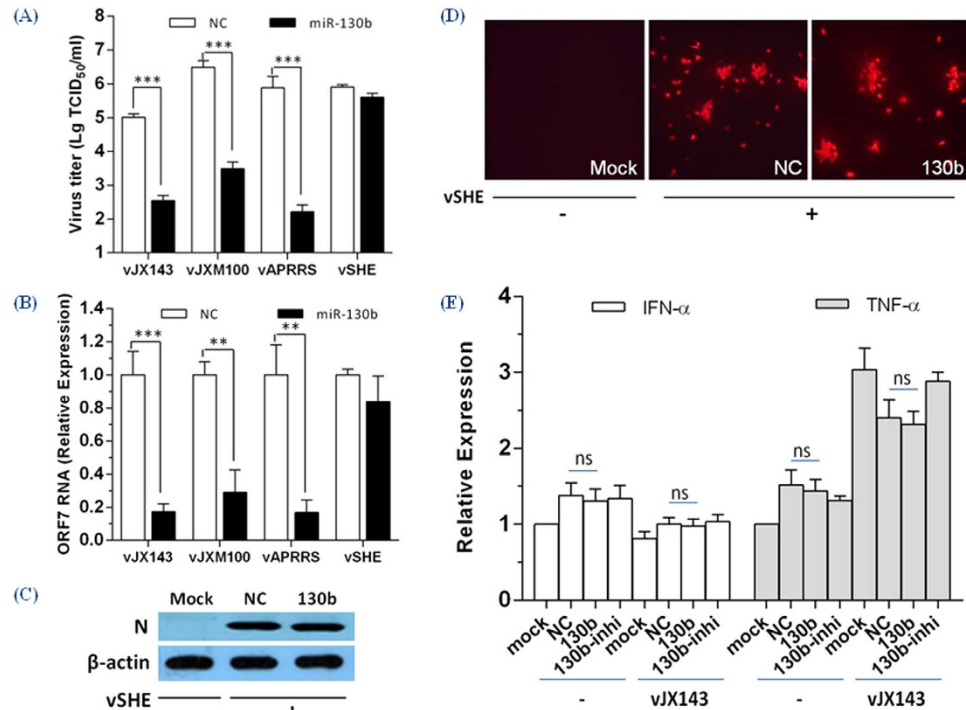 (A)
NC miR-130b
Virus titer (Lg TCID50/ml)
7
6
5
4
3
2
1
*** *** ***
vJX143 vJXM100 vAPRRS vSHE
(B)
NC miR-130b
ORF7 RNA (Relative Expression)
1.4
1.2
1.0
0.8
0.6
0.4
0.2
0.0
*** ** **
vJX143 vJXM100 vAPRRS vSHE
(C)
Mock NC 130b
N
β-actin
vSHE
(D)
Mock NC 130b
vSHE
- +
(E)
IFN-α TNF-α
Relative Expression
4
3
2
1
0
ns ns ns ns
mock NC 130b 130b-inhi mock NC 130b 130b-inhi mock NC 130b 130b-inhi mock NC 130b 130b-inhi
- vJX143 - vJX143